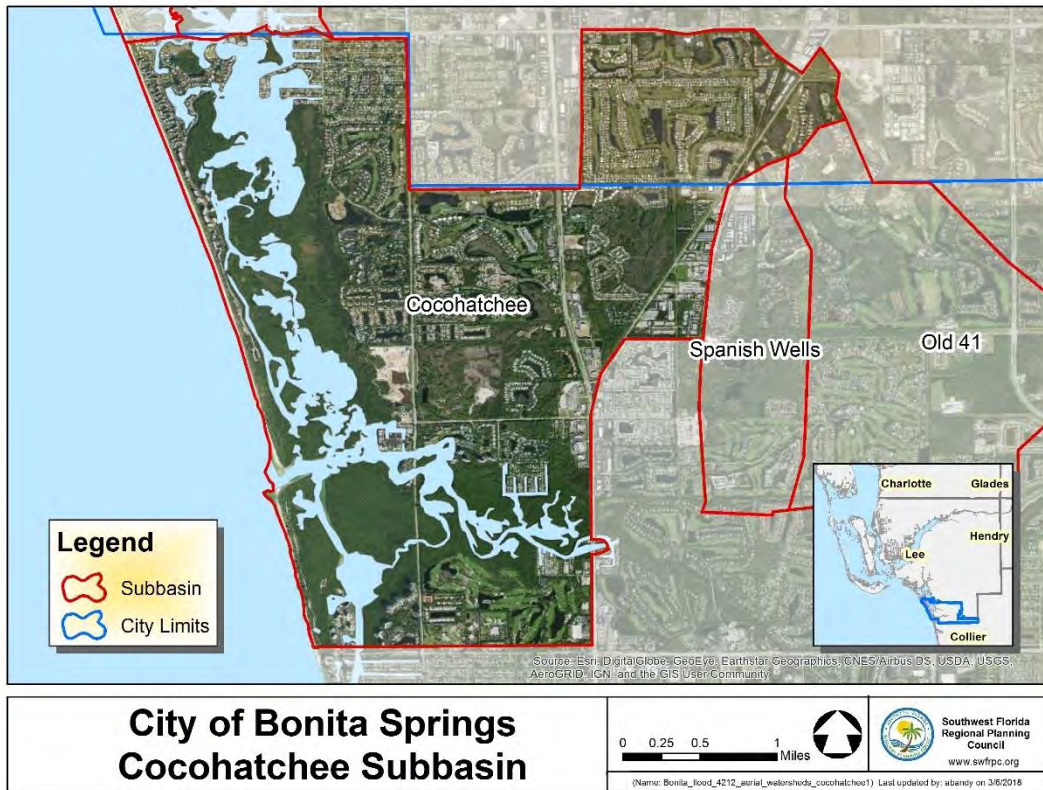 Cocohatchee
Spanish Wells
Old 41
Charlotte
Glades
Hendry
Lee
Collier
Legend
Subbasin
City Limits
Source: Esri, DigitalGlobe, GeoEye, Earthstar Geographics, CNES/Airbus DS, USDA, USGS,
AeroGRID, IGN, and the GIS User Community
City of Bonita Springs
Cocohatchee Subbasin
0 0.25 0.5 1
Miles
Southwest Florida
Regional Planning
Council
www.swfrpc.org
(Name: Bonita_flood_4212_aerial_watersheds_cocohatchee1) Last updated by: abandy on 3/6/2018